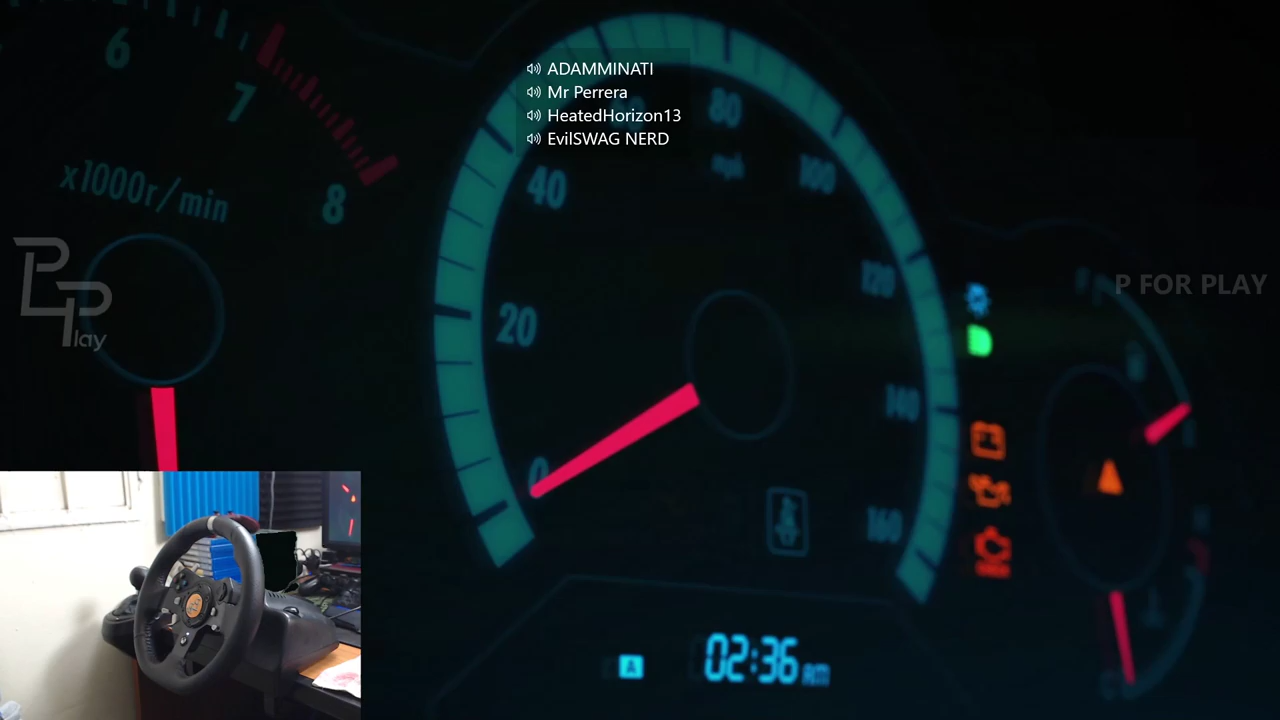 ADAMMINATI
Mr Perrera
HeatedHorizon13
EvilSWAG NERD
6
7
8
x1000r/min
0
20
40
80
100
120
140
160
mph
P4Play
P FOR PLAY
F
A
02:36 AM